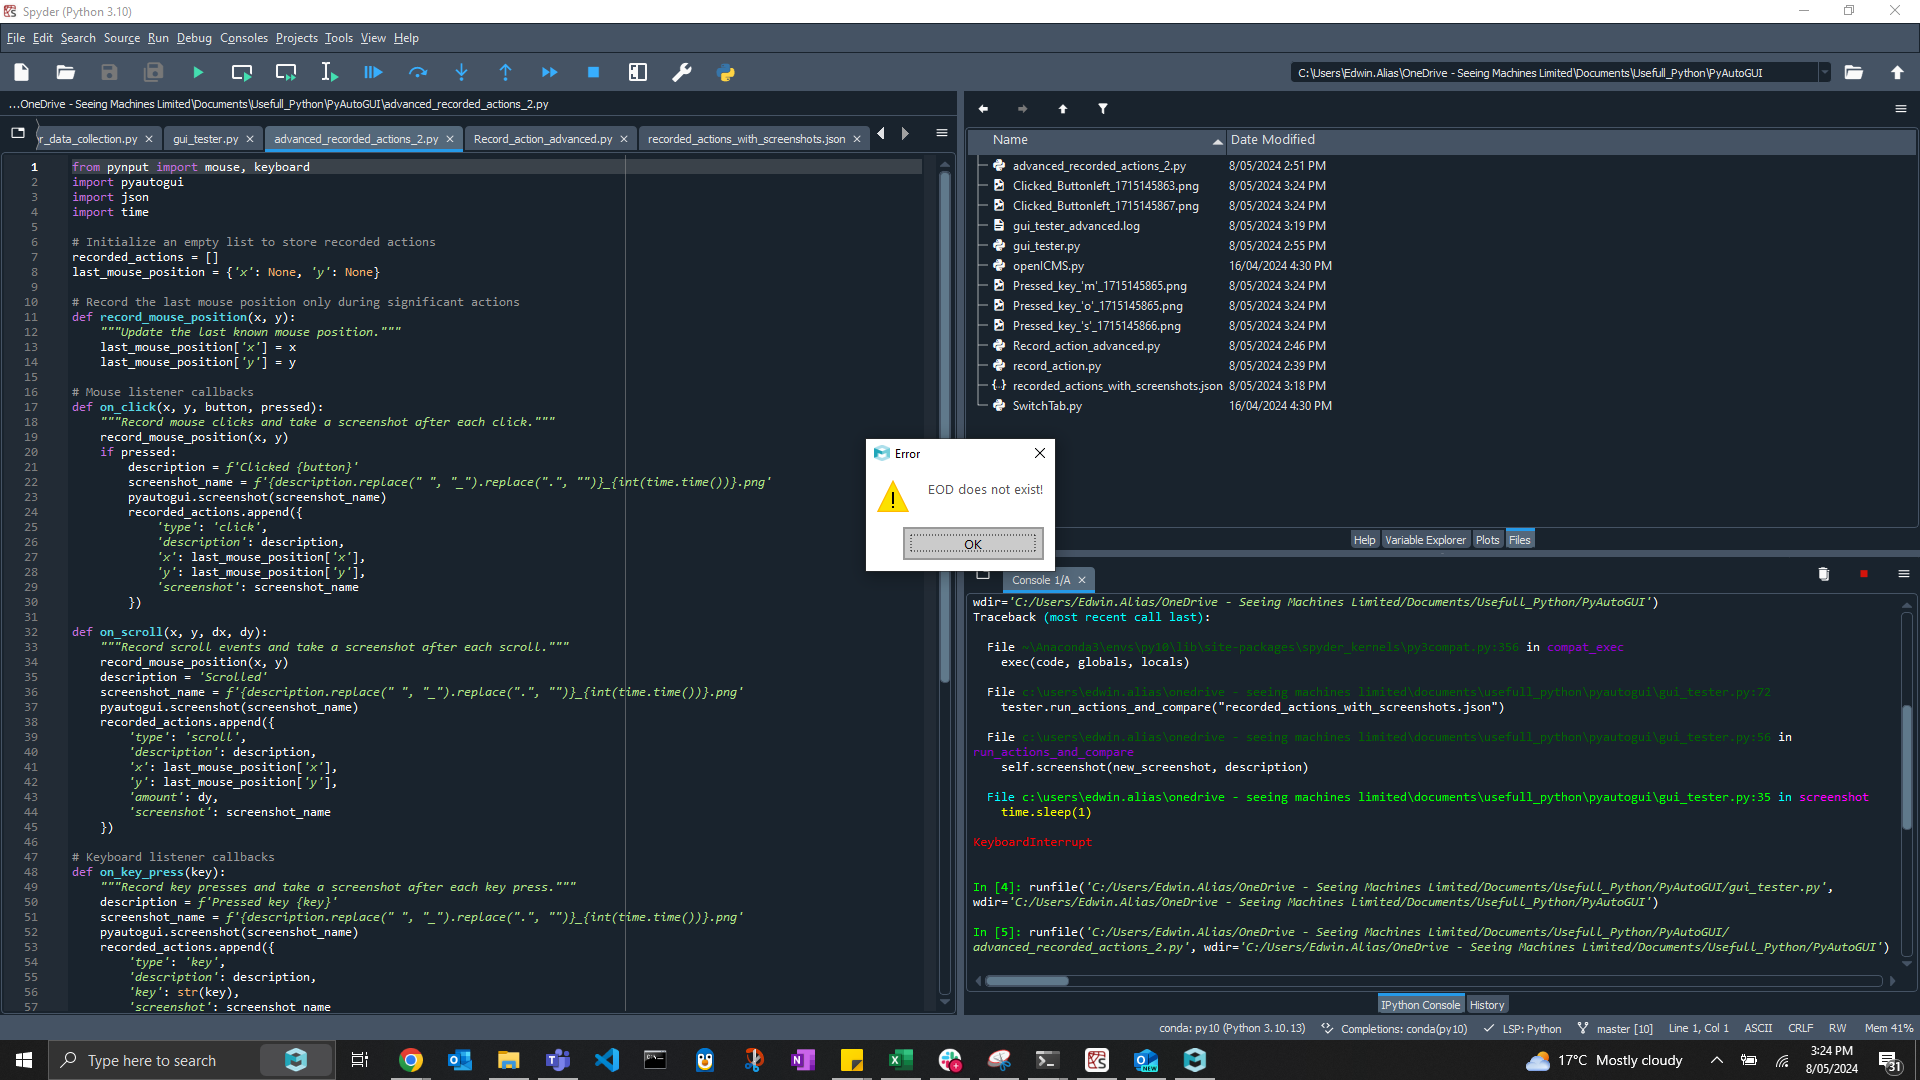 Spyder (Python 3.10)
File Edit Search Source Run Debug Consoles Projects Tools View Help
C:\Users\Edwin.Alias\OneDrive - Seeing Machines Limited\Documents\Usefull_Python\PyAutoGUI
...OneDrive - Seeing Machines Limited\Documents\Usefull_Python\PyAutoGUI\advanced_recorded_actions_2.py
r_data_collection.py gui_tester.py advanced_recorded_actions_2.py Record_action_advanced.py recorded_actions_with_screenshots.json
1 from pynput import mouse, keyboard
2 import pyautogui
3 import json
4 import time
5
6 # Initialize an empty list to store recorded actions
7 recorded_actions = []
8 last_mouse_position = {'x': None, 'y': None}
9
10 # Record the last mouse position only during significant actions
11 def record_mouse_position(x, y):
12 """Update the last known mouse position."""
13 last_mouse_position['x'] = x
14 last_mouse_position['y'] = y
15
16 # Mouse listener callbacks
17 def on_click(x, y, button, pressed):
18 """Record mouse clicks and take a screenshot after each click."""
19 record_mouse_position(x, y)
20 if pressed:
21 description = f'Clicked {button}'
22 screenshot_name = f'{description.replace(" ", "_").replace(".", "")}_{int(time.time())}.png'
23 pyautogui.screenshot(screenshot_name)
24 recorded_actions.append({
25 'type': 'click',
26 'description': description,
27 'x': last_mouse_position['x'],
28 'y': last_mouse_position['y'],
29 'screenshot': screenshot_name
30 })
31
32 def on_scroll(x, y, dx, dy):
33 """Record scroll events and take a screenshot after each scroll."""
34 record_mouse_position(x, y)
35 description = 'Scrolled'
36 screenshot_name = f'{description.replace(" ", "_").replace(".", "")}_{int(time.time())}.png'
37 pyautogui.screenshot(screenshot_name)
38 recorded_actions.append({
39 'type': 'scroll',
40 'description': description,
41 'x': last_mouse_position['x'],
42 'y': last_mouse_position['y'],
43 'amount': dy,
44 'screenshot': screenshot_name
45 })
46
47 # Keyboard listener callbacks
48 def on_key_press(key):
49 """Record key presses and take a screenshot after each key press."""
50 description = f'Pressed key {key}'
51 screenshot_name = f'{description.replace(" ", "_").replace(".", "")}_{int(time.time())}.png'
52 pyautogui.screenshot(screenshot_name)
53 recorded_actions.append({
54 'type': 'key',
55 'description': description,
56 'key': str(key),
57 'screenshot': screenshot_name
Name Date Modified
advanced_recorded_actions_2.py 8/05/2024 2:51 PM
Clicked_Buttonleft_1715145863.png 8/05/2024 3:24 PM
Clicked_Buttonleft_1715145867.png 8/05/2024 3:24 PM
gui_tester_advanced.log 8/05/2024 3:19 PM
gui_tester.py 8/05/2024 2:55 PM
openICMS.py 16/04/2024 4:30 PM
Pressed_key_'m'_1715145865.png 8/05/2024 3:24 PM
Pressed_key_'o'_1715145865.png 8/05/2024 3:24 PM
Pressed_key_'s'_1715145866.png 8/05/2024 3:24 PM
Record_action_advanced.py 8/05/2024 2:46 PM
record_action.py 8/05/2024 2:39 PM
recorded_actions_with_screenshots.json 8/05/2024 3:18 PM
SwitchTab.py 16/04/2024 4:30 PM
Error
EOD does not exist!
OK
Help Variable Explorer Plots Files
Console 1/A
wdir='C:/Users/Edwin.Alias/OneDrive - Seeing Machines Limited/Documents/Usefull_Python/PyAutoGUI')
Traceback (most recent call last):
File ~\Anaconda3\envs\py10\lib\site-packages\spyder_kernels\py3compat.py:356 in compat_exec
exec(code, globals, locals)
File c:\users\edwin.alias\onedrive - seeing machines limited\documents\usefull_python\pyautogui\gui_tester.py:72
tester.run_actions_and_compare("recorded_actions_with_screenshots.json")
File c:\users\edwin.alias\onedrive - seeing machines limited\documents\usefull_python\pyautogui\gui_tester.py:56 in
run_actions_and_compare
self.screenshot(new_screenshot, description)
File c:\users\edwin.alias\onedrive - seeing machines limited\documents\usefull_python\pyautogui\gui_tester.py:35 in screenshot
time.sleep(1)
KeyboardInterrupt
In [4]: runfile('C:/Users/Edwin.Alias/OneDrive - Seeing Machines Limited/Documents/Usefull_Python/PyAutoGUI/gui_tester.py',
wdir='C:/Users/Edwin.Alias/OneDrive - Seeing Machines Limited/Documents/Usefull_Python/PyAutoGUI')
In [5]: runfile('C:/Users/Edwin.Alias/OneDrive - Seeing Machines Limited/Documents/Usefull_Python/PyAutoGUI/
advanced_recorded_actions_2.py', wdir='C:/Users/Edwin.Alias/OneDrive - Seeing Machines Limited/Documents/Usefull_Python/PyAutoGUI')
IPython Console History
conda: py10 (Python 3.10.13) Completions: conda(py10) LSP: Python master [10] Line 1, Col 1 ASCII CRLF RW Mem 41%
Type here to search
17°C Mostly cloudy
3:24 PM
8/05/2024
31